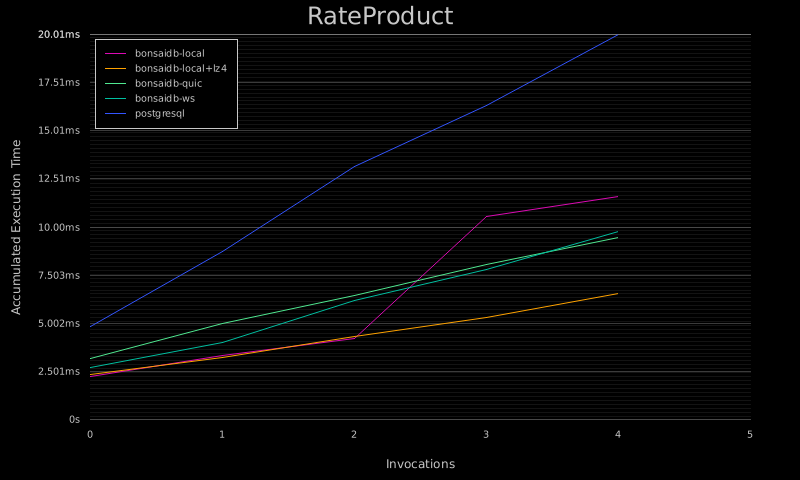 RateProduct
20.01ms
17.51ms
15.01ms
12.51ms
10.00ms
7.503ms
5.002ms
2.501ms
0s
Accumulated Execution Time
bonsaidb-local
bonsaidb-local+lz4
bonsaidb-quic
bonsaidb-ws
postgresql
0 1 2 3 4 5
Invocations